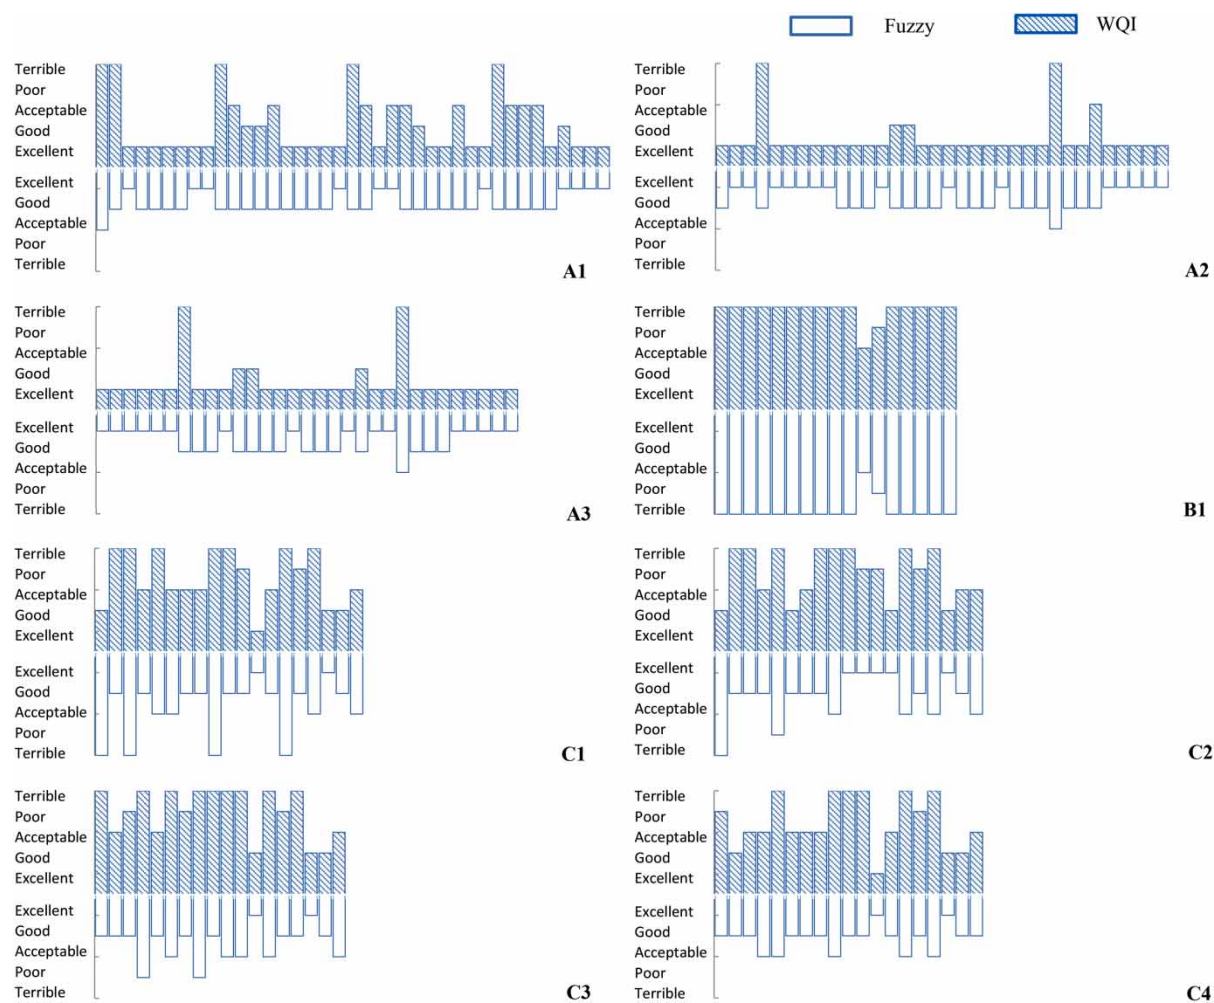 Fuzzy WQI
Terrible
Poor
Acceptable
Good
Excellent
Excellent
Good
Acceptable
Poor
Terrible
A1
Terrible
Poor
Acceptable
Good
Excellent
Excellent
Good
Acceptable
Poor
Terrible
A2
Terrible
Poor
Acceptable
Good
Excellent
Excellent
Good
Acceptable
Poor
Terrible
A3
Terrible
Poor
Acceptable
Good
Excellent
Excellent
Good
Acceptable
Poor
Terrible
B1
Terrible
Poor
Acceptable
Good
Excellent
Excellent
Good
Acceptable
Poor
Terrible
C1
Terrible
Poor
Acceptable
Good
Excellent
Excellent
Good
Acceptable
Poor
Terrible
C2
Terrible
Poor
Acceptable
Good
Excellent
Excellent
Good
Acceptable
Poor
Terrible
C3
Terrible
Poor
Acceptable
Good
Excellent
Excellent
Good
Acceptable
Poor
Terrible
C4